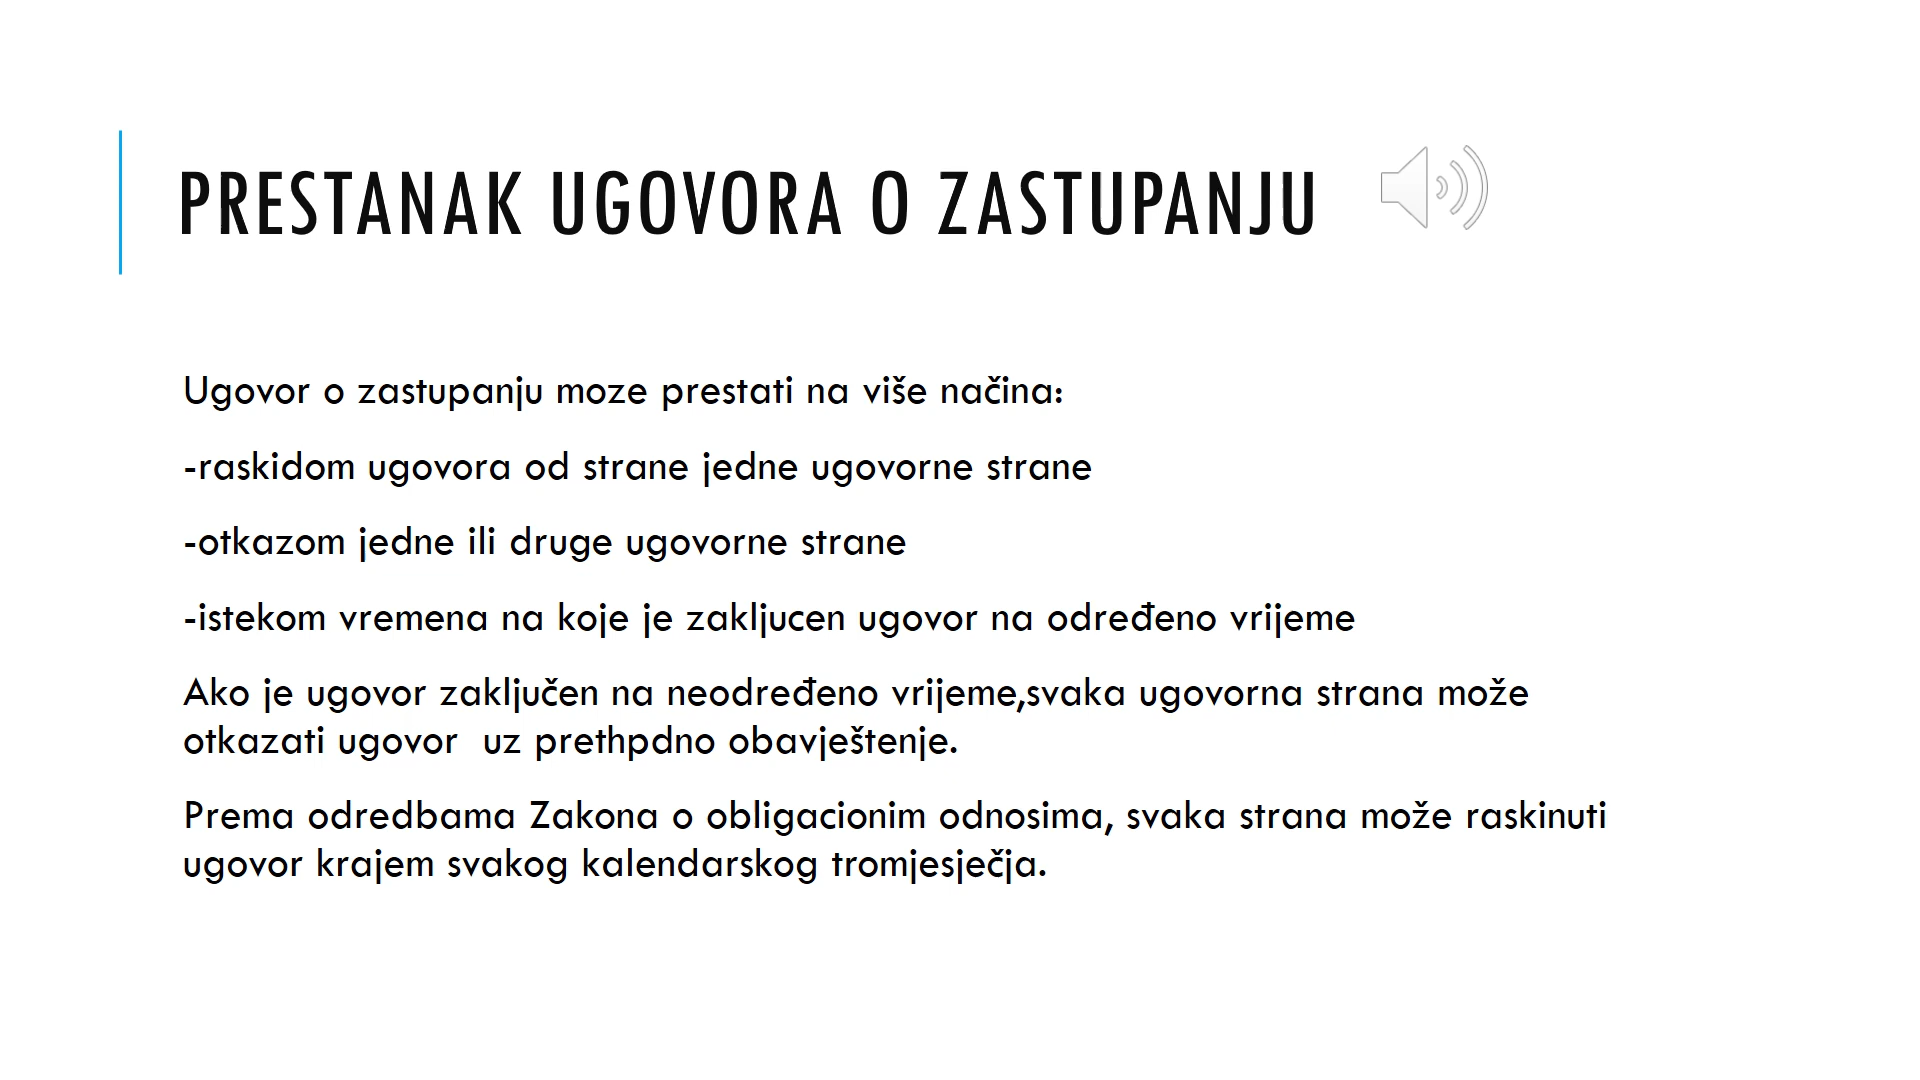 PRESTANAK UGOVORA O ZASTUPANJU
Ugovor o zastupanju moze prestati na više načina:
-raskidom ugovora od strane jedne ugovorne strane
-otkazom jedne ili druge ugovorne strane
-istekom vremena na koje je zakljucen ugovor na određeno vrijeme
Ako je ugovor zaključen na neodređeno vrijeme,svaka ugovorna strana može
otkazati ugovor  uz prethpdno obavještenje.
Prema odredbama Zakona o obligacionim odnosima, svaka strana može raskinuti
ugovor krajem svakog kalendarskog tromjesječja.